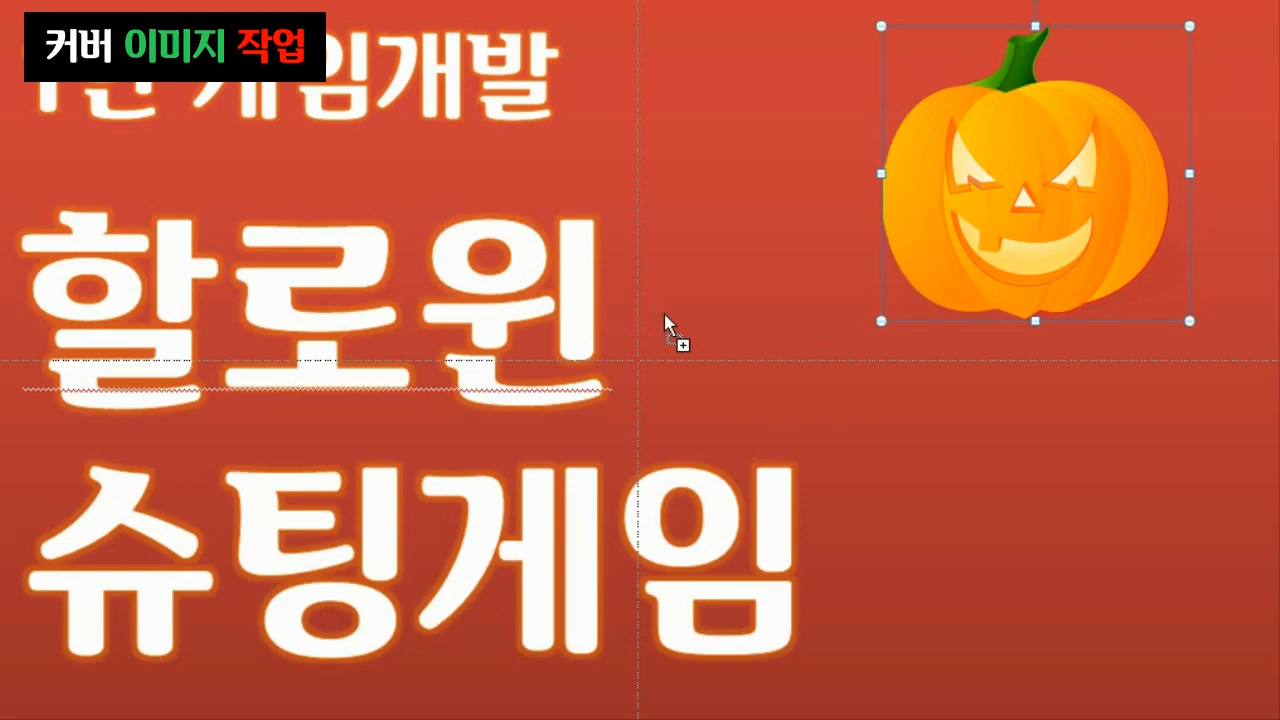 커버 이미지 작업
게임개발
할로윈
슈팅게임